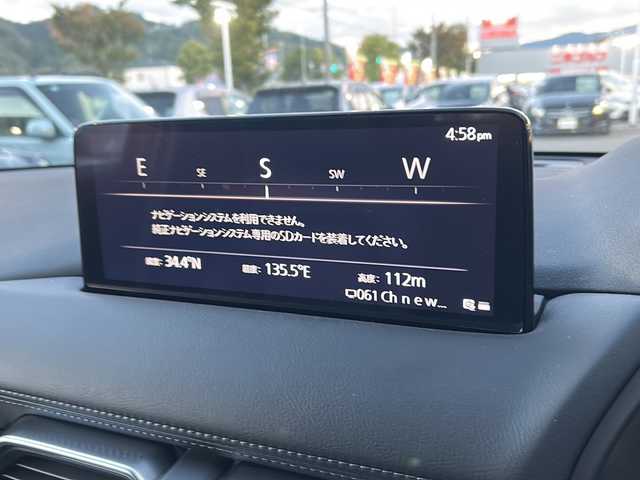 4:58pm
E SE S SW W
ナビゲーションシステムを利用できません。
純正ナビゲーションシステム専用のSDカードを装着してください。
緯度: 34.4°N 経度: 135.5°E 高度: 112m
061 Ch new...